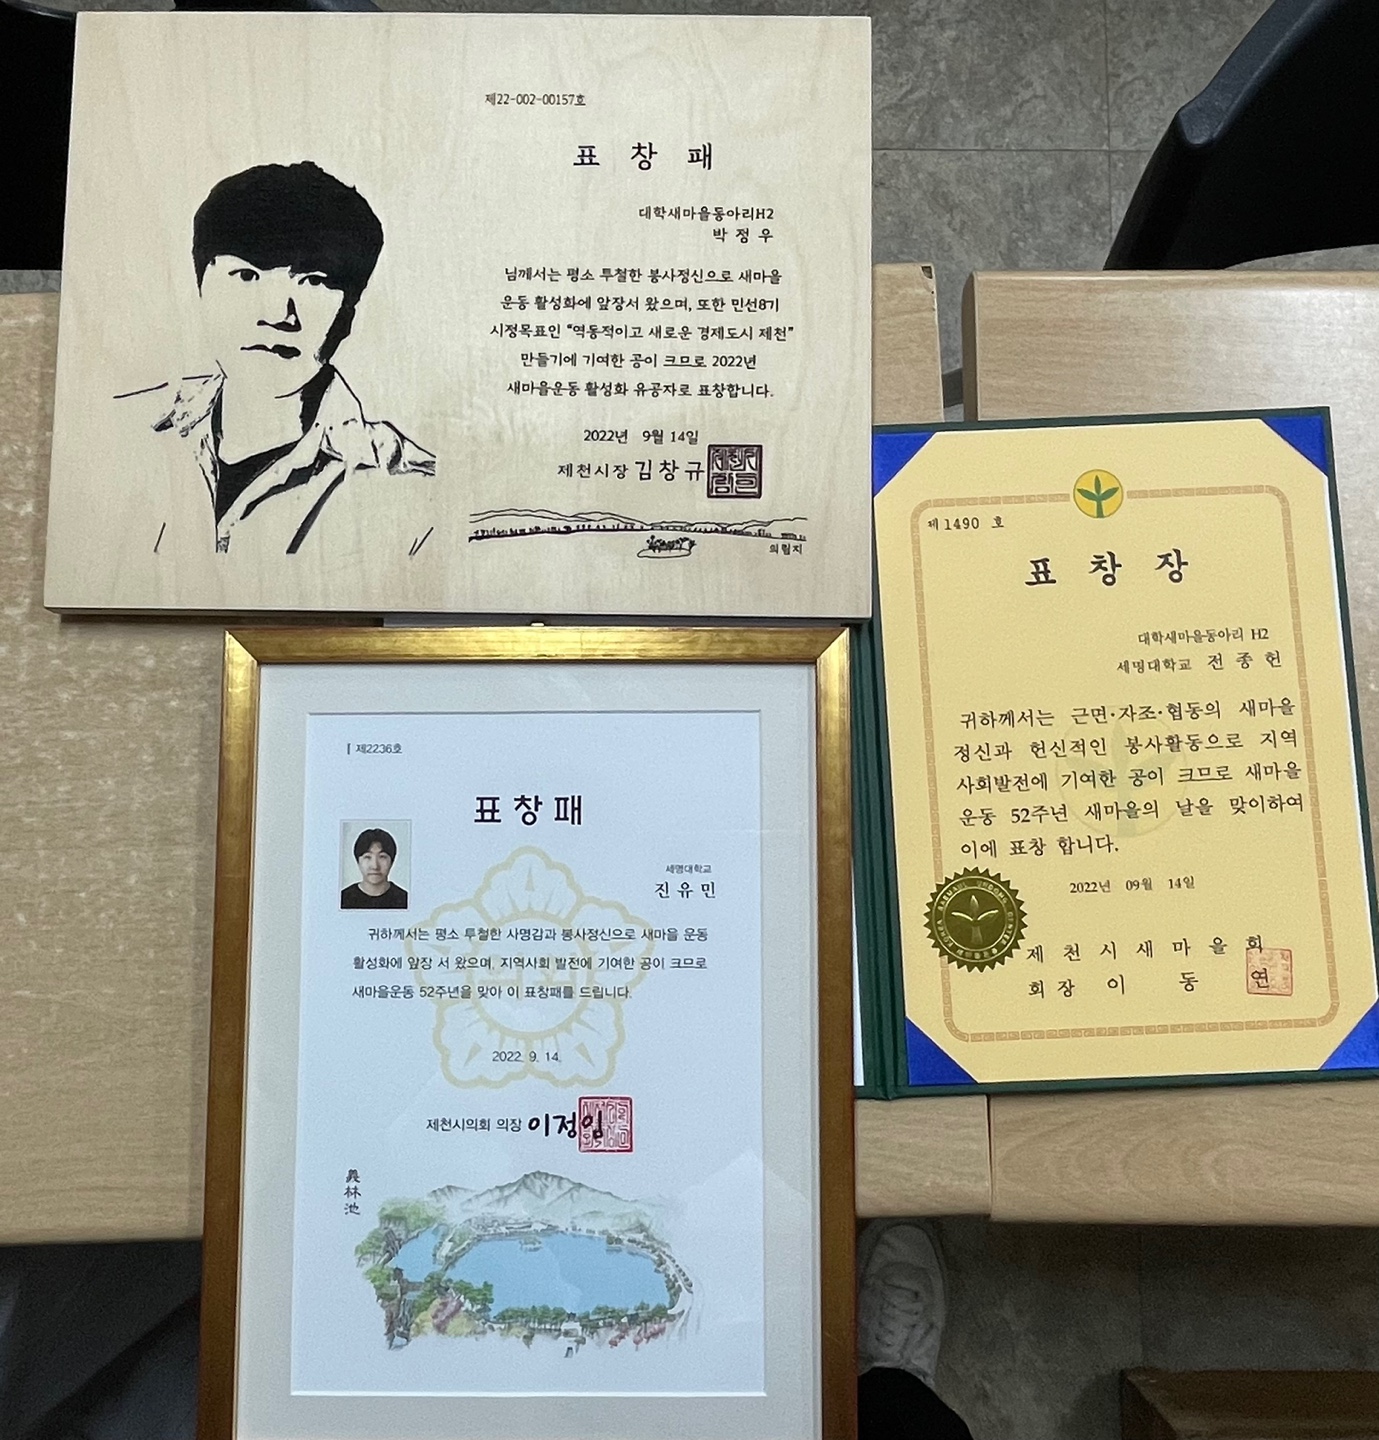 제22-002-00157호
표 창 패
대학새마을동아리H2
박 정 우
님께서는 평소 투철한 봉사정신으로 새마을
운동 활성화에 앞장서 왔으며, 또한 민선8기
시정목표인 “역동적이고 새로운 경제도시 제천”
만들기에 기여한 공이 크므로 2022년
새마을운동 활성화 유공자로 표창합니다.
2022년 9월 14일
제천시장 김창규
의림지
제2236호
표창패
세명대학교
진 유 민
귀하께서는 평소 투철한 사명감과 봉사정신으로 새마을 운동
활성화에 앞장 서 왔으며, 지역사회 발전에 기여한 공이 크므로
새마을운동 52주년을 맞아 이 표창패를 드립니다.
2022. 9. 14.
제천시의회 의장 이정임
義林池
제 1490 호
표 창 장
대학새마을동아리 H2
세명대학교 전 종 헌
귀하께서는 근면·자조·협동의 새마을
정신과 헌신적인 봉사활동으로 지역
사회발전에 기여한 공이 크므로 새마을
운동 52주년 새마을의 날을 맞이하여
이에 표창 합니다.
2022년 09월 14일
제 천 시 새 마 을 회
회 장 이 동 연